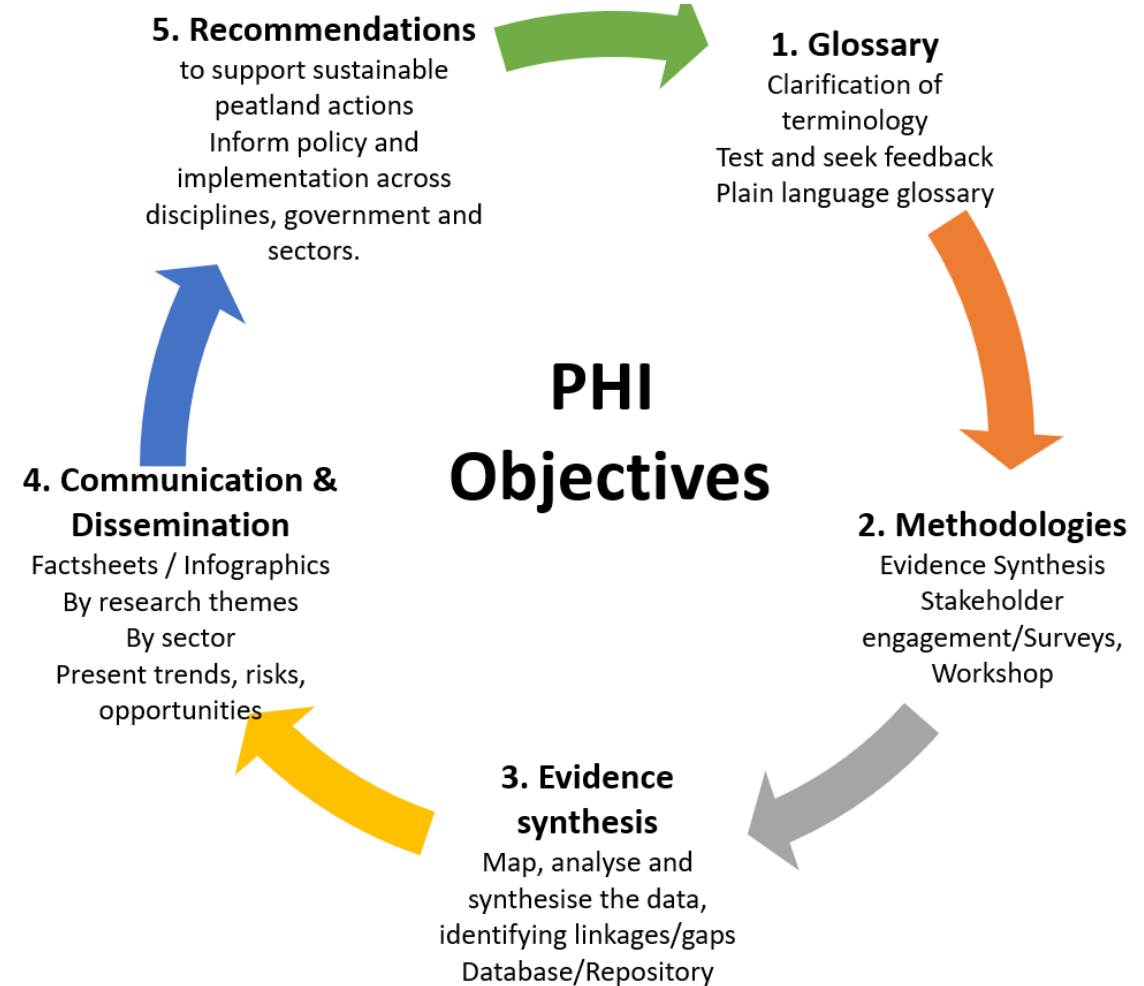 PHI
Objectives
1. Glossary
Clarification of
terminology
Test and seek feedback
Plain language glossary
2. Methodologies
Evidence Synthesis
Stakeholder
engagement/Surveys,
Workshop
3. Evidence
synthesis
Map, analyse and
synthesise the data,
identifying linkages/gaps
Database/Repository
4. Communication &
Dissemination
Factsheets / Infographics
By research themes
By sector
Present trends, risks,
opportunities
5. Recommendations
to support sustainable
peatland actions
Inform policy and
implementation across
disciplines, government and
sectors.